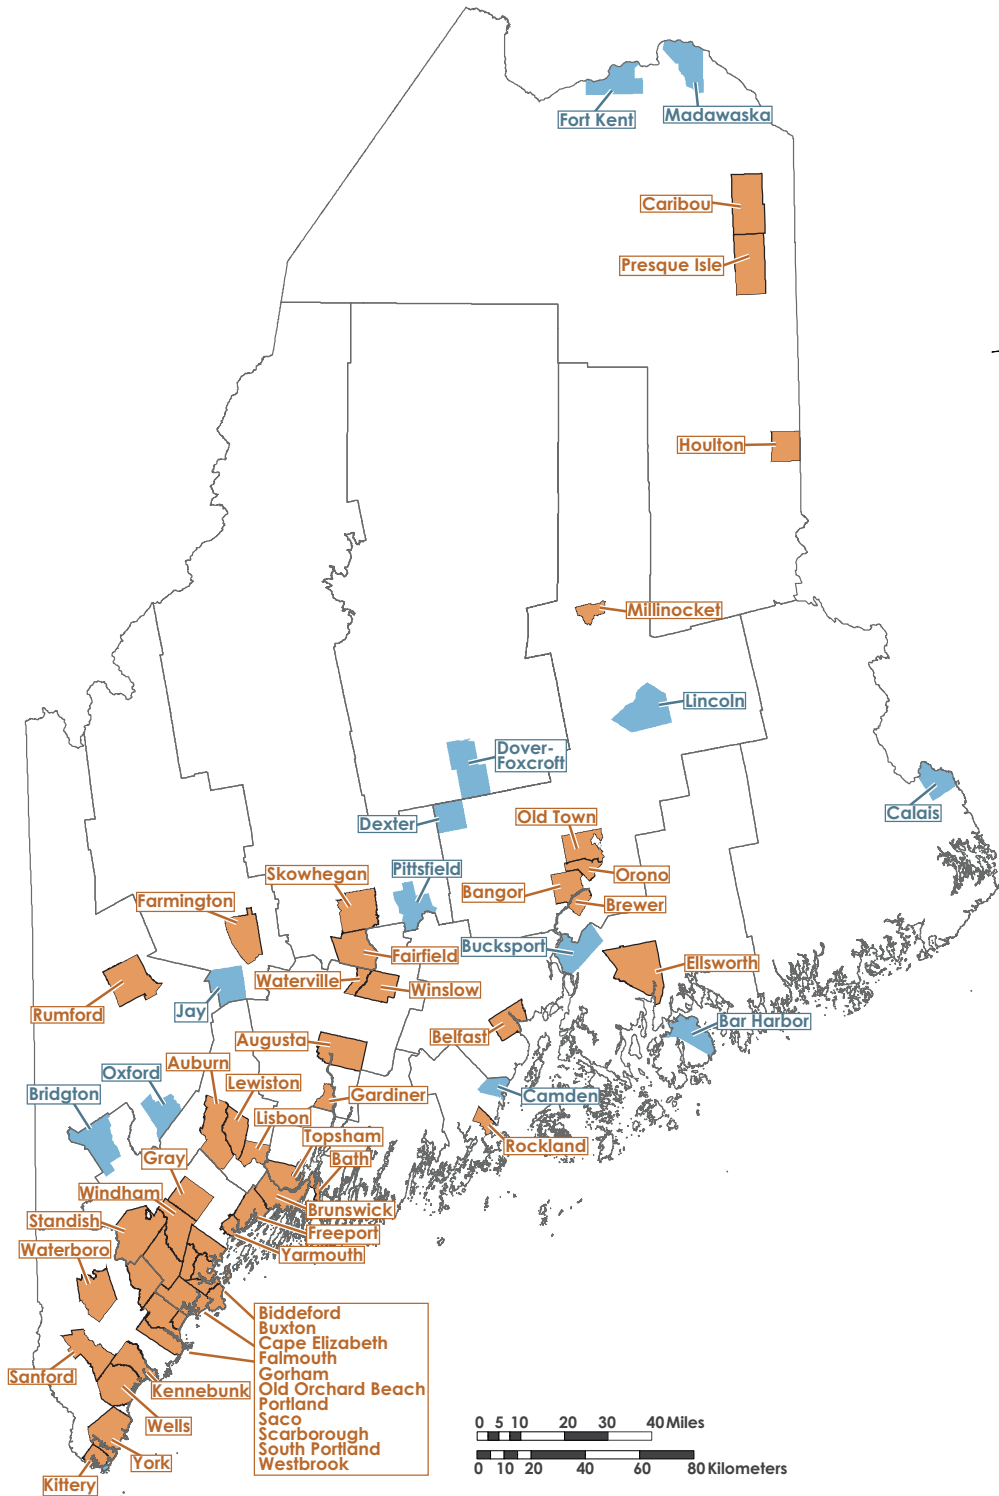 Fort Kent
Madawaska
Caribou
Presque Isle
Houlton
Millinocket
Lincoln
Dover-
Foxcroft
Calais
Dexter
Old Town
Pittsfield
Skowhegan
Orono
Bangor
Farmington
Brewer
Bucksport
Fairfield
Ellsworth
Waterville
Winslow
Rumford
Jay
Bar Harbor
Belfast
Augusta
Auburn
Oxford
Lewiston
Bridgton
Gardiner
Camden
Lisbon
Topsham
Rockland
Gray
Bath
Windham
Brunswick
Standish
Freeport
Waterboro
Yarmouth
Biddeford
Buxton
Cape Elizabeth
Falmouth
Gorham
Old Orchard Beach
Portland
Saco
Scarborough
South Portland
Westbrook
Sanford
Kennebunk
Wells
York
Kittery
0 5 10 20 30 40 Miles
0 10 20 40 60 80 Kilometers